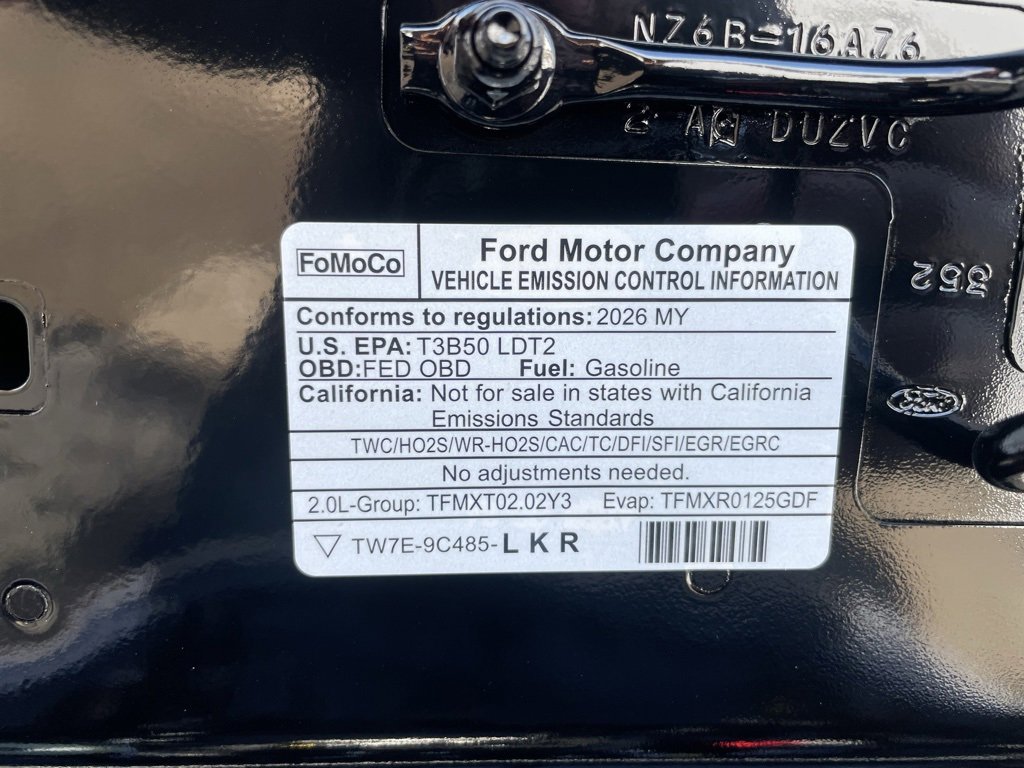 NZ6B-16A76
2 AG DUZVC
FoMoCo
Ford Motor Company
VEHICLE EMISSION CONTROL INFORMATION
Conforms to regulations: 2026 MY
U.S. EPA: T3B50 LDT2
OBD:FED OBD Fuel: Gasoline
California: Not for sale in states with California
Emissions Standards
TWC/HO2S/WR-HO2S/CAC/TC/DFI/SFI/EGR/EGRC
No adjustments needed.
2.0L-Group: TFMXT02.02Y3 Evap: TFMXR0125GDF
TW7E-9C485-L K R
352
Ford